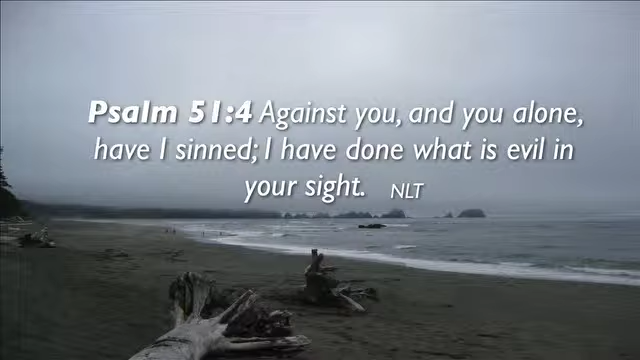 Psalm 51:4 Against you, and you alone,
have I sinned; I have done what is evil in
your sight. NLT